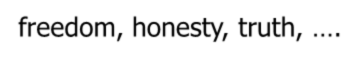 freedom, honesty, truth, ….